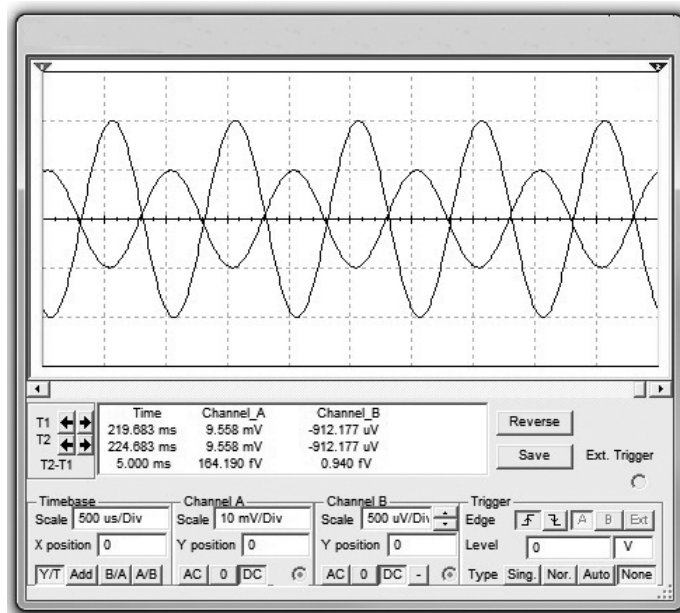 1 2
Time Channel_A Channel_B
T1 219.683 ms 9.558 mV -912.177 uV
T2 224.683 ms 9.558 mV -912.177 uV
T2-T1 5.000 ms 164.190 fV 0.940 fV
Reverse
Save Ext. Trigger
Timebase Channel A Channel B Trigger
Scale 500 us/Div Scale 10 mV/Div Scale 500 uV/Div Edge A B Ext
X position 0 Y position 0 Y position 0 Level 0 V
Y/T Add B/A A/B AC 0 DC AC 0 DC - Type Sing. Nor. Auto None